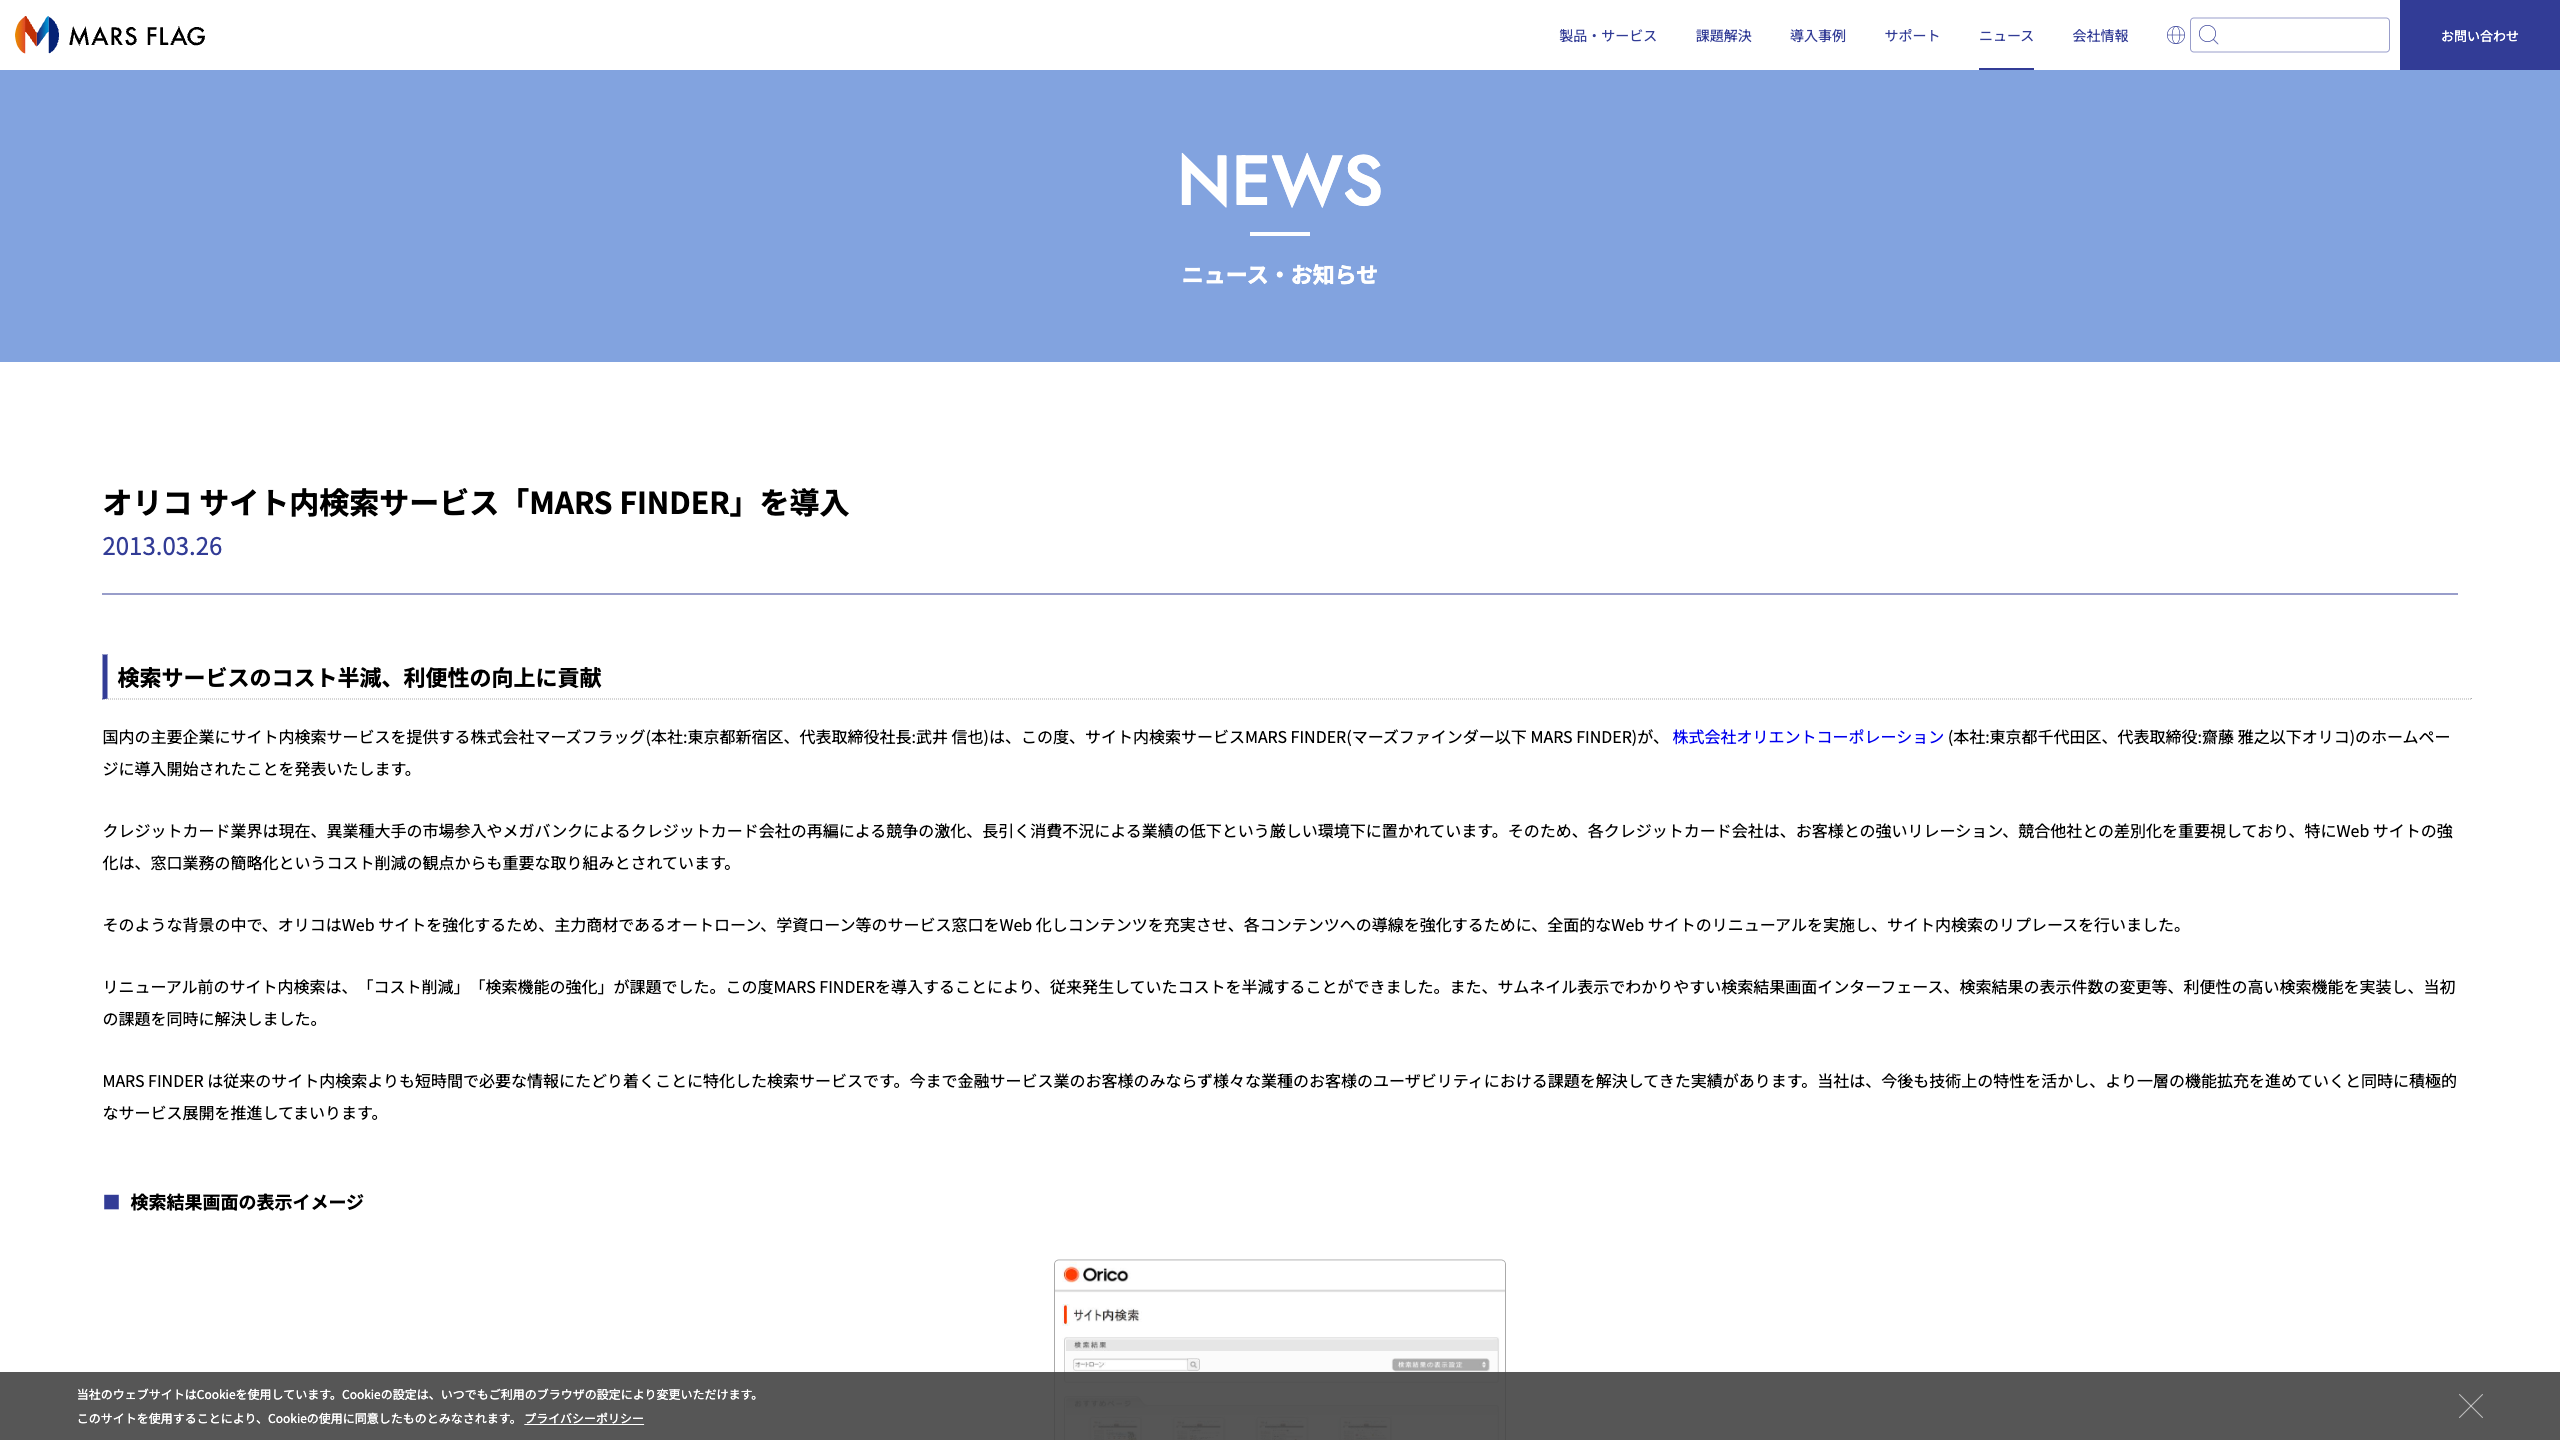 MARS FLAG
製品・サービス 課題解決 導入事例 サポート ニュース 会社情報 お問い合わせ
NEWS
ニュース・お知らせ
オリコ サイト内検索サービス「MARS FINDER」を導入
2013.03.26
検索サービスのコスト半減、利便性の向上に貢献
国内の主要企業にサイト内検索サービスを提供する株式会社マーズフラッグ(本社:東京都新宿区、代表取締役社長:武井 信也)は、この度、サイト内検索サービスMARS FINDER(マーズファインダー以下 MARS FINDER)が、 株式会社オリエントコーポレーション (本社:東京都千代田区、代表取締役:齋藤 雅之以下オリコ)のホームペー
ジに導入開始されたことを発表いたします。
クレジットカード業界は現在、異業種大手の市場参入やメガバンクによるクレジットカード会社の再編による競争の激化、長引く消費不況による業績の低下という厳しい環境下に置かれています。そのため、各クレジットカード会社は、お客様との強いリレーション、競合他社との差別化を重要視しており、特にWeb サイトの強
化は、窓口業務の簡略化というコスト削減の観点からも重要な取り組みとされています。
そのような背景の中で、オリコはWeb サイトを強化するため、主力商材であるオートローン、学資ローン等のサービス窓口をWeb 化しコンテンツを充実させ、各コンテンツへの導線を強化するために、全面的なWeb サイトのリニューアルを実施し、サイト内検索のリプレースを行いました。
リニューアル前のサイト内検索は、「コスト削減」「検索機能の強化」が課題でした。この度MARS FINDERを導入することにより、従来発生していたコストを半減することができました。また、サムネイル表示でわかりやすい検索結果画面インターフェース、検索結果の表示件数の変更等、利便性の高い検索機能を実装し、当初
の課題を同時に解決しました。
MARS FINDER は従来のサイト内検索よりも短時間で必要な情報にたどり着くことに特化した検索サービスです。今まで金融サービス業のお客様のみならず様々な業種のお客様のユーザビリティにおける課題を解決してきた実績があります。当社は、今後も技術上の特性を活かし、より一層の機能拡充を進めていくと同時に積極的
なサービス展開を推進してまいります。
■ 検索結果画面の表示イメージ
Orico
サイト内検索
検索結果
オートローン 検索結果の表示設定
当社のウェブサイトはCookieを使用しています。Cookieの設定は、いつでもご利用のブラウザの設定により変更いただけます。
このサイトを使用することにより、Cookieの使用に同意したものとみなされます。 プライバシーポリシー